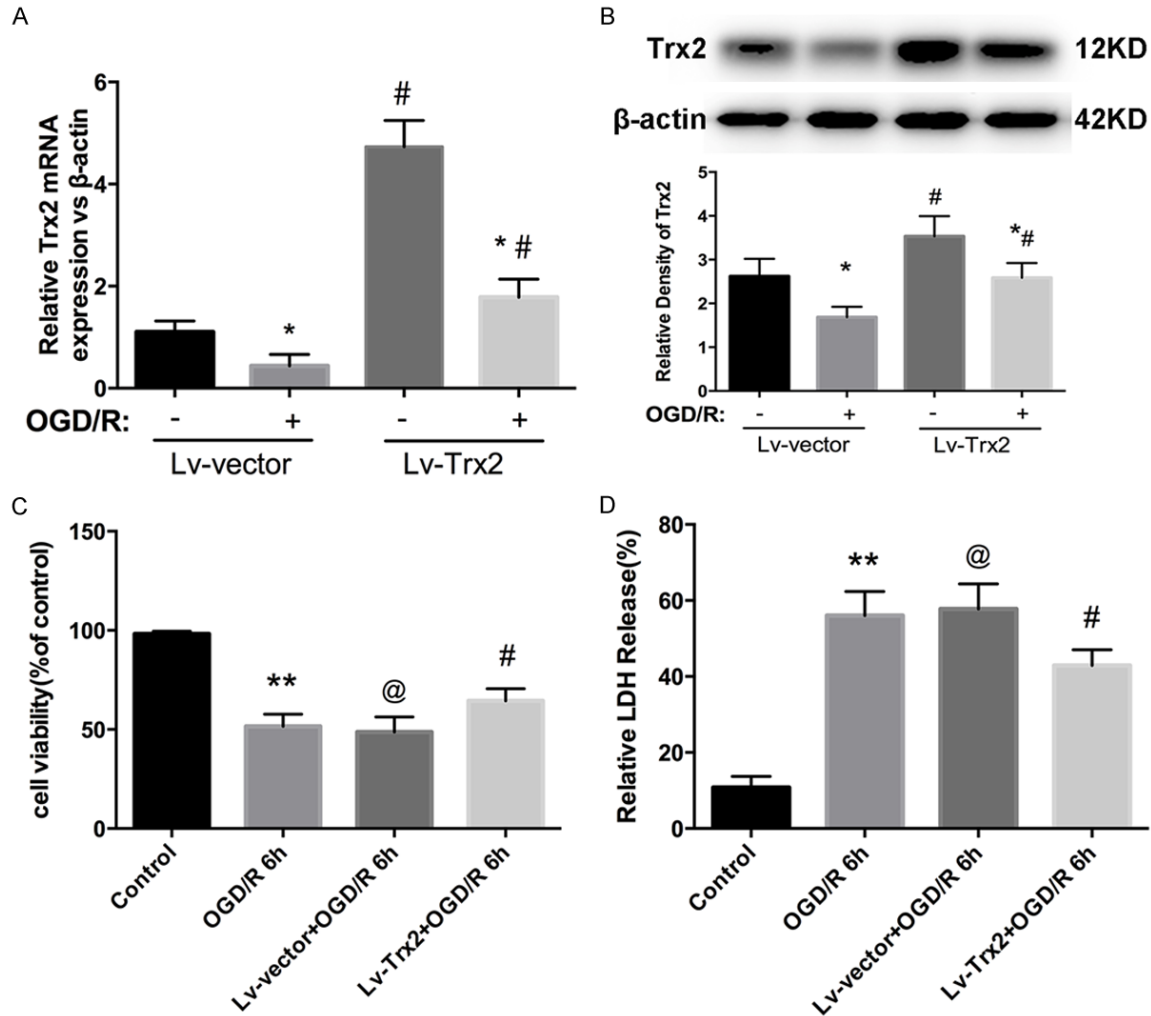 A
Relative Trx2 mRNA
expression vs β-actin
6
4
2
0
#
* #
*
OGD/R: - + - +
Lv-vector Lv-Trx2
B
Trx2 12KD
β-actin 42KD
Relative Density of Trx2
5
4
3
2
1
0
#
*#
*
OGD/R: - + - +
Lv-vector Lv-Trx2
C
cell viability(%of control)
150
100
50
0
**
@
#
Control
OGD/R 6h
Lv-vector+OGD/R 6h
Lv-Trx2+OGD/R 6h
D
Relative LDH Release(%)
80
60
40
20
0
**
@
#
Control
OGD/R 6h
Lv-vector+OGD/R 6h
Lv-Trx2+OGD/R 6h